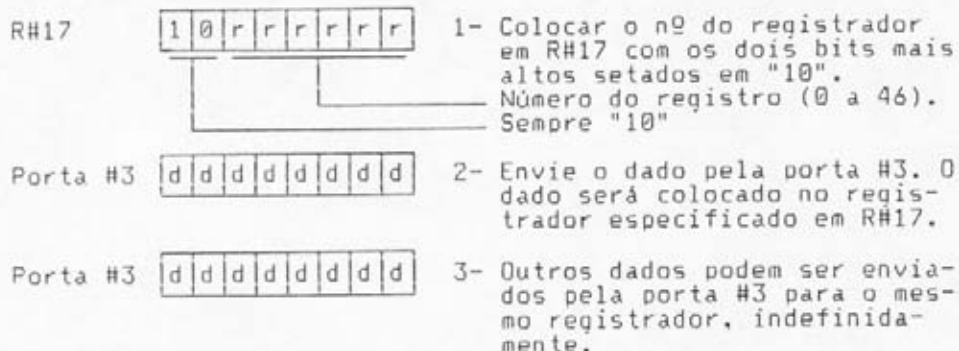 R#17 1 0 r r r r r r 1- Colocar o nº do registrador
em R#17 com os dois bits mais
altos setados em "10".
Número do registro (0 a 46).
Sempre "10"
Porta #3 d d d d d d d d 2- Envie o dado pela porta #3. O
dado será colocado no regis-
trador especificado em R#17.
Porta #3 d d d d d d d d 3- Outros dados podem ser envia-
dos pela porta #3 para o mes-
mo registrador, indefinida-
mente.